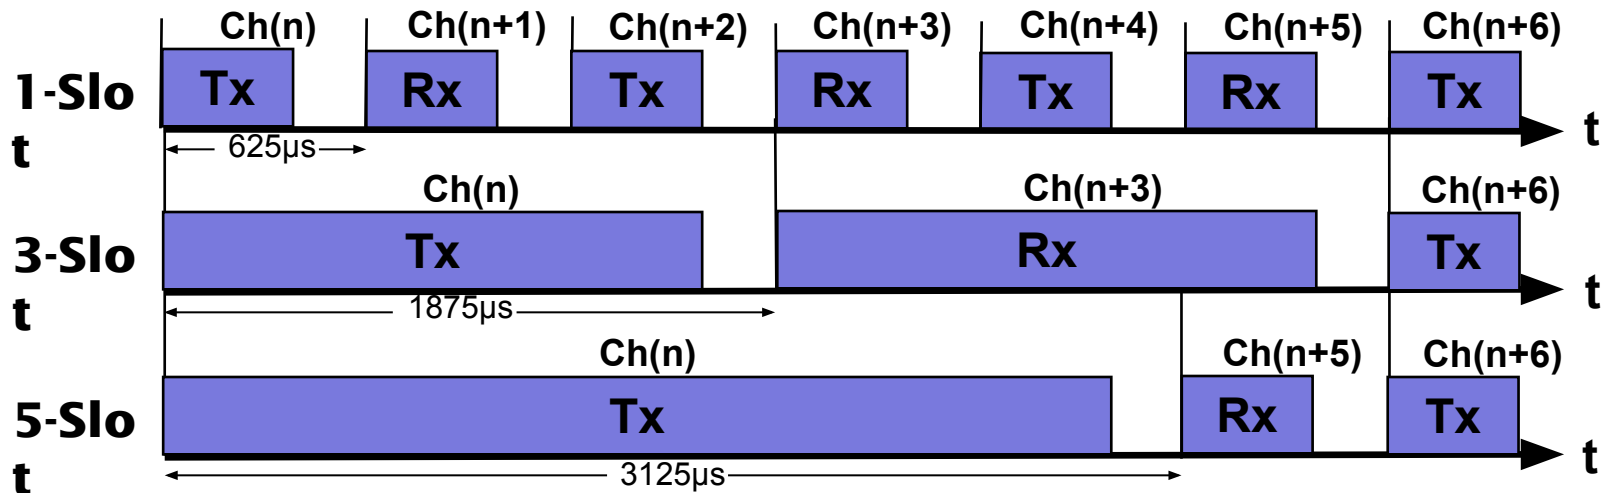 Ch(n) Ch(n+1) Ch(n+2) Ch(n+3) Ch(n+4) Ch(n+5) Ch(n+6)
1-Slo
t
Tx Rx Tx Rx Tx Rx Tx
t
625µs
Ch(n) Ch(n+3) Ch(n+6)
3-Slo
t
Tx Rx Tx
t
1875µs
Ch(n) Ch(n+5) Ch(n+6)
5-Slo
t
Tx Rx Tx
t
3125µs